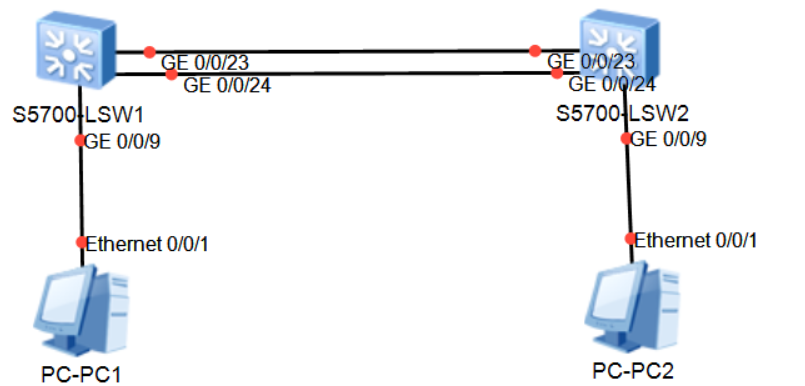 GE 0/0/23
GE 0/0/23
GE 0/0/24
GE 0/0/24
S5700-LSW1
S5700-LSW2
GE 0/0/9
GE 0/0/9
Ethernet 0/0/1
Ethernet 0/0/1
PC-PC1
PC-PC2